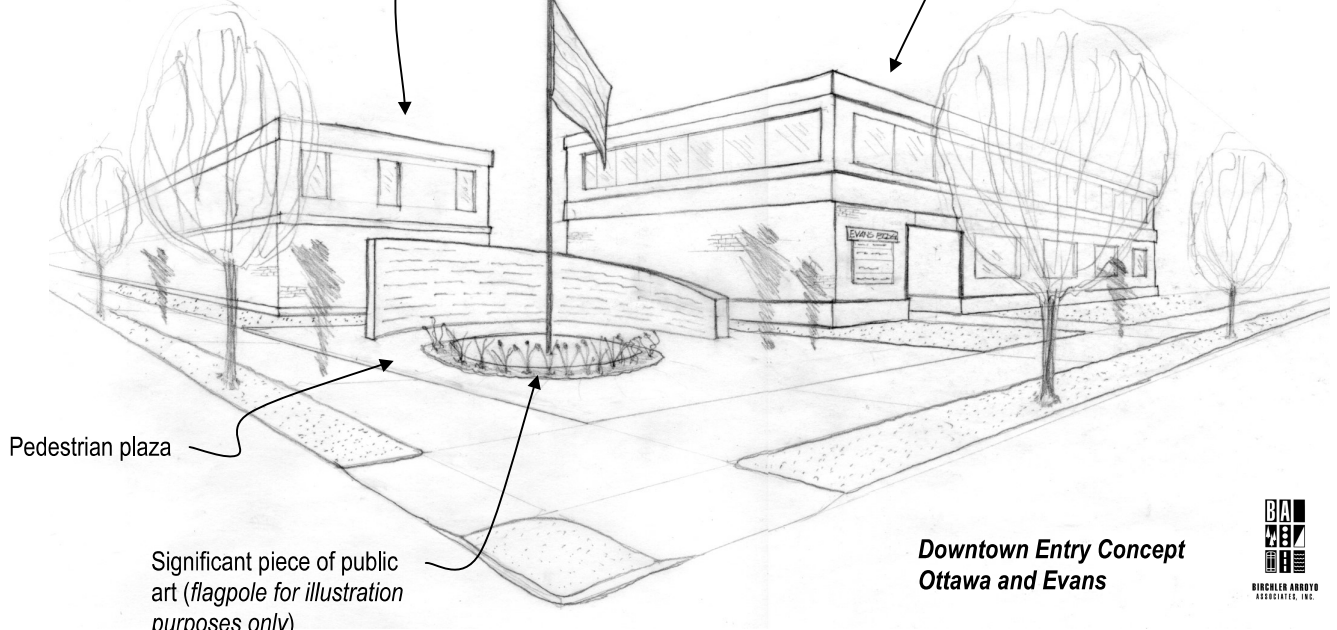 Pedestrian plaza
Significant piece of public
art (flagpole for illustration
purposes only)
Downtown Entry Concept
Ottawa and Evans
BA
BIRCHLER ARROYO
ASSOCIATES, INC.